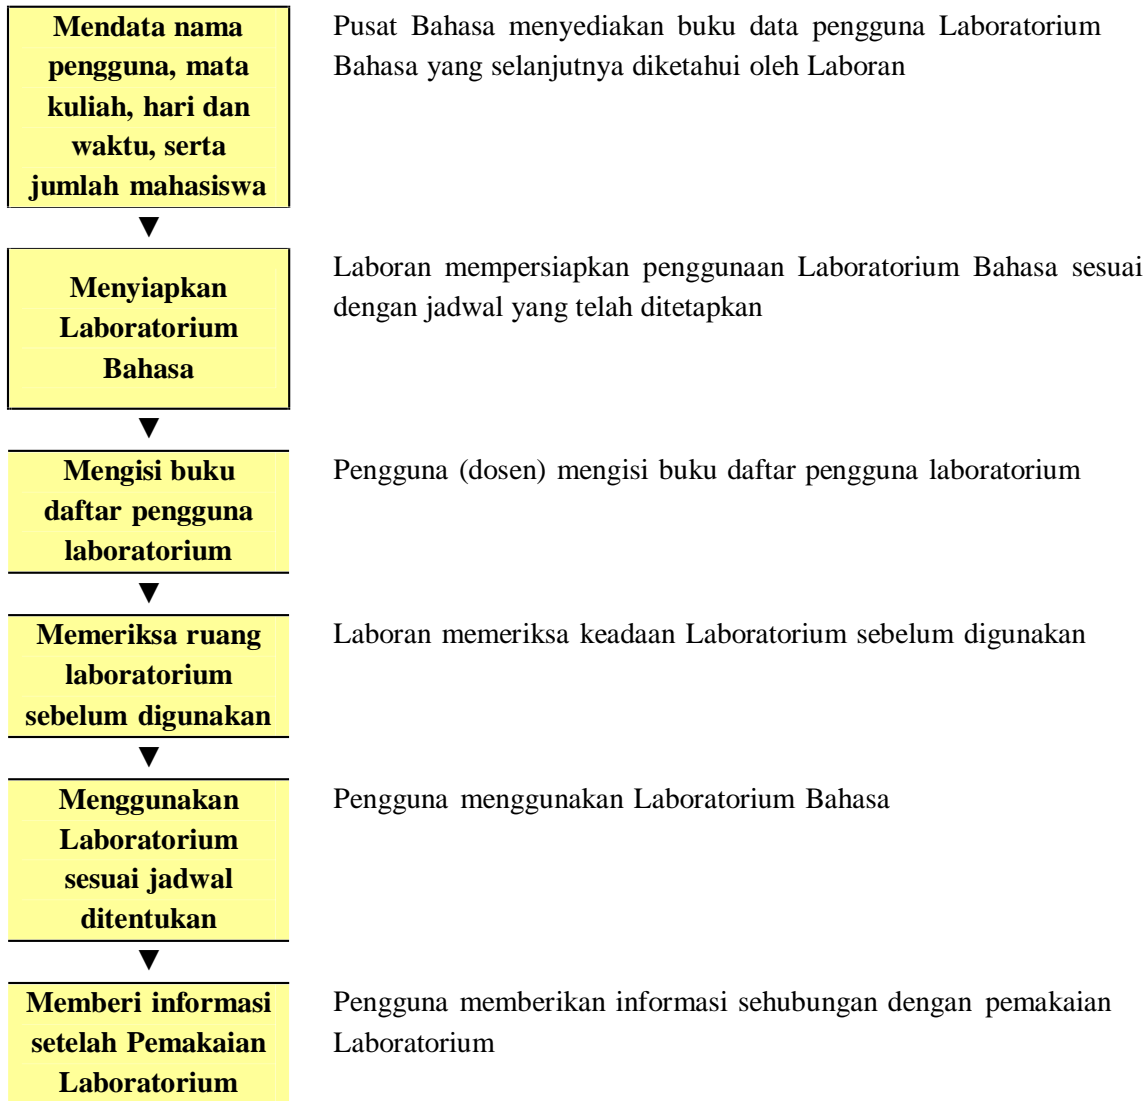 Mendata nama
pengguna, mata
kuliah, hari dan
waktu, serta
jumlah mahasiswa
Pusat Bahasa menyediakan buku data pengguna Laboratorium
Bahasa yang selanjutnya diketahui oleh Laboran
▼
Menyiapkan
Laboratorium
Bahasa
Laboran mempersiapkan penggunaan Laboratorium Bahasa sesuai
dengan jadwal yang telah ditetapkan
▼
Mengisi buku
daftar pengguna
laboratorium
Pengguna (dosen) mengisi buku daftar pengguna laboratorium
▼
Memeriksa ruang
laboratorium
sebelum digunakan
Laboran memeriksa keadaan Laboratorium sebelum digunakan
▼
Menggunakan
Laboratorium
sesuai jadwal
ditentukan
Pengguna menggunakan Laboratorium Bahasa
▼
Memberi informasi
setelah Pemakaian
Laboratorium
Pengguna memberikan informasi sehubungan dengan pemakaian
Laboratorium